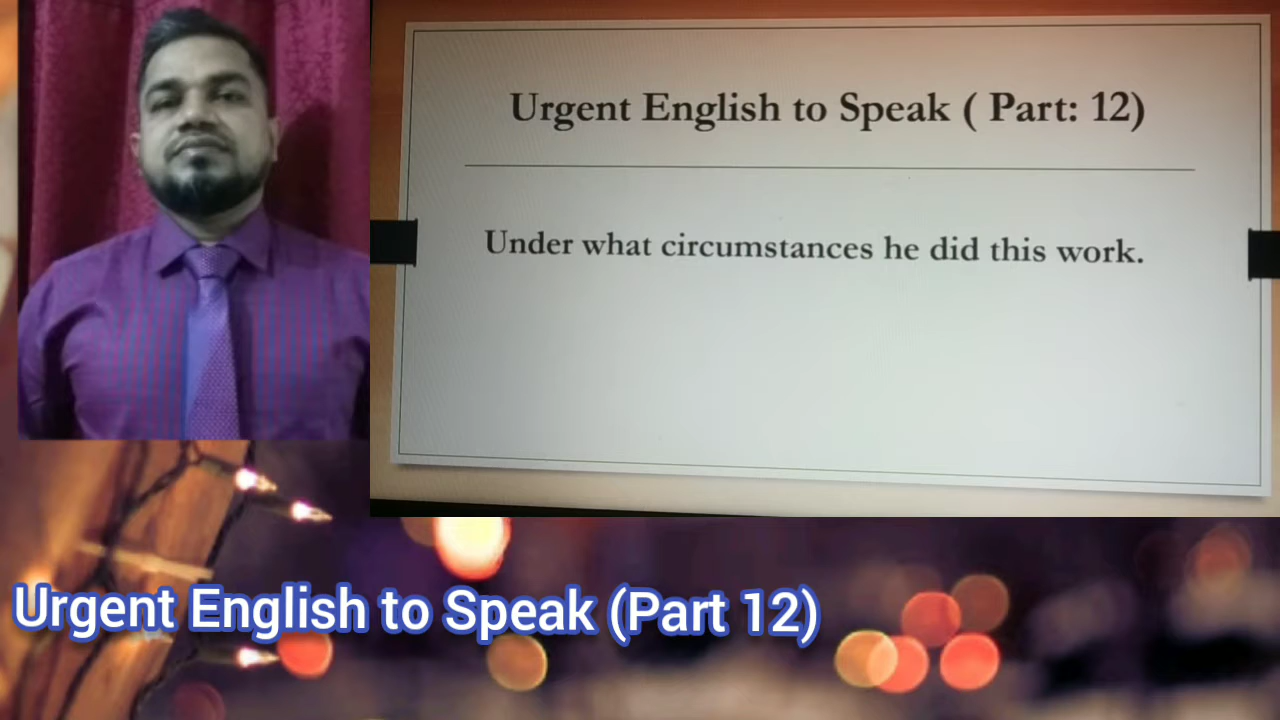 Urgent English to Speak ( Part: 12)
Under what circumstances he did this work.
Urgent English to Speak (Part 12)